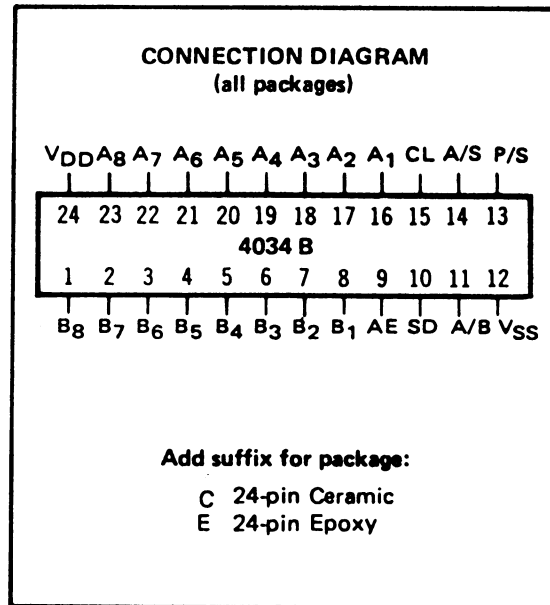 CONNECTION DIAGRAM
(all packages)
VDD A8 A7 A6 A5 A4 A3 A2 A1 CL A/S P/S
24 23 22 21 20 19 18 17 16 15 14 13
4034 B
1 2 3 4 5 6 7 8 9 10 11 12
B8 B7 B6 B5 B4 B3 B2 B1 AE SD A/B VSS
Add suffix for package:
C 24-pin Ceramic
E 24-pin Epoxy